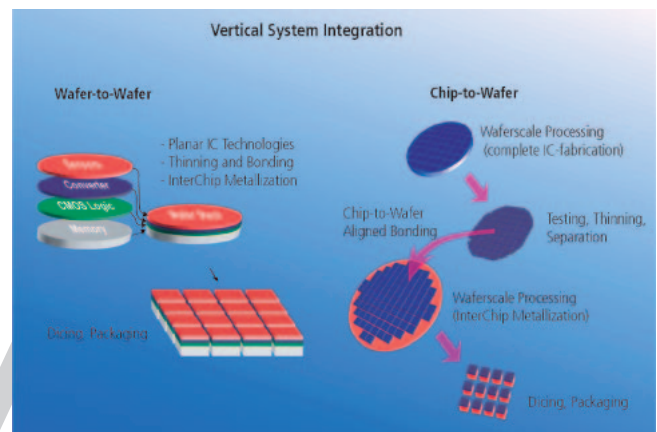 Vertical System Integration
Wafer-to-Wafer
- Planar IC Technologies
- Thinning and Bonding
- InterChip Metallization
Sensors
Converter
CMOS Logic
Memory
Wafer Stack
Dicing, Packaging
Chip-to-Wafer
Waferscale Processing
(complete IC-fabrication)
Chip-to-Wafer
Aligned Bonding
Testing, Thinning,
Separation
Waferscale Processing
(InterChip Metallization)
Dicing, Packaging